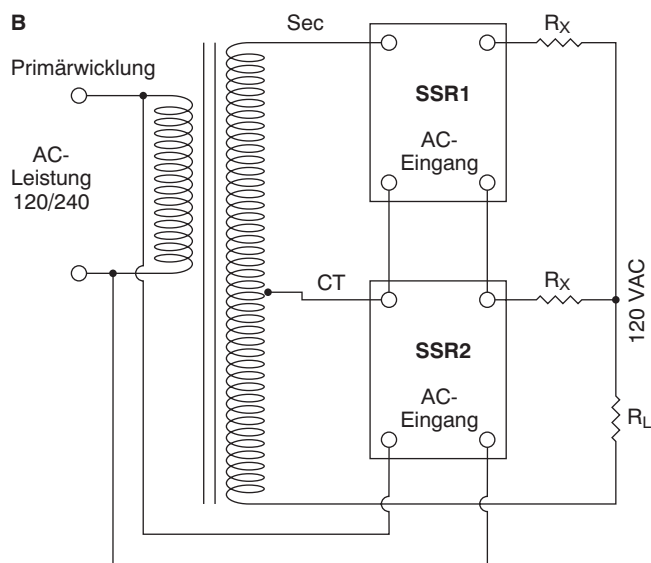 B
Sec
Primärwicklung
AC-
Leistung
120/240
SSR1
AC-
Eingang
RX
CT
SSR2
AC-
Eingang
RX
120 VAC
RL